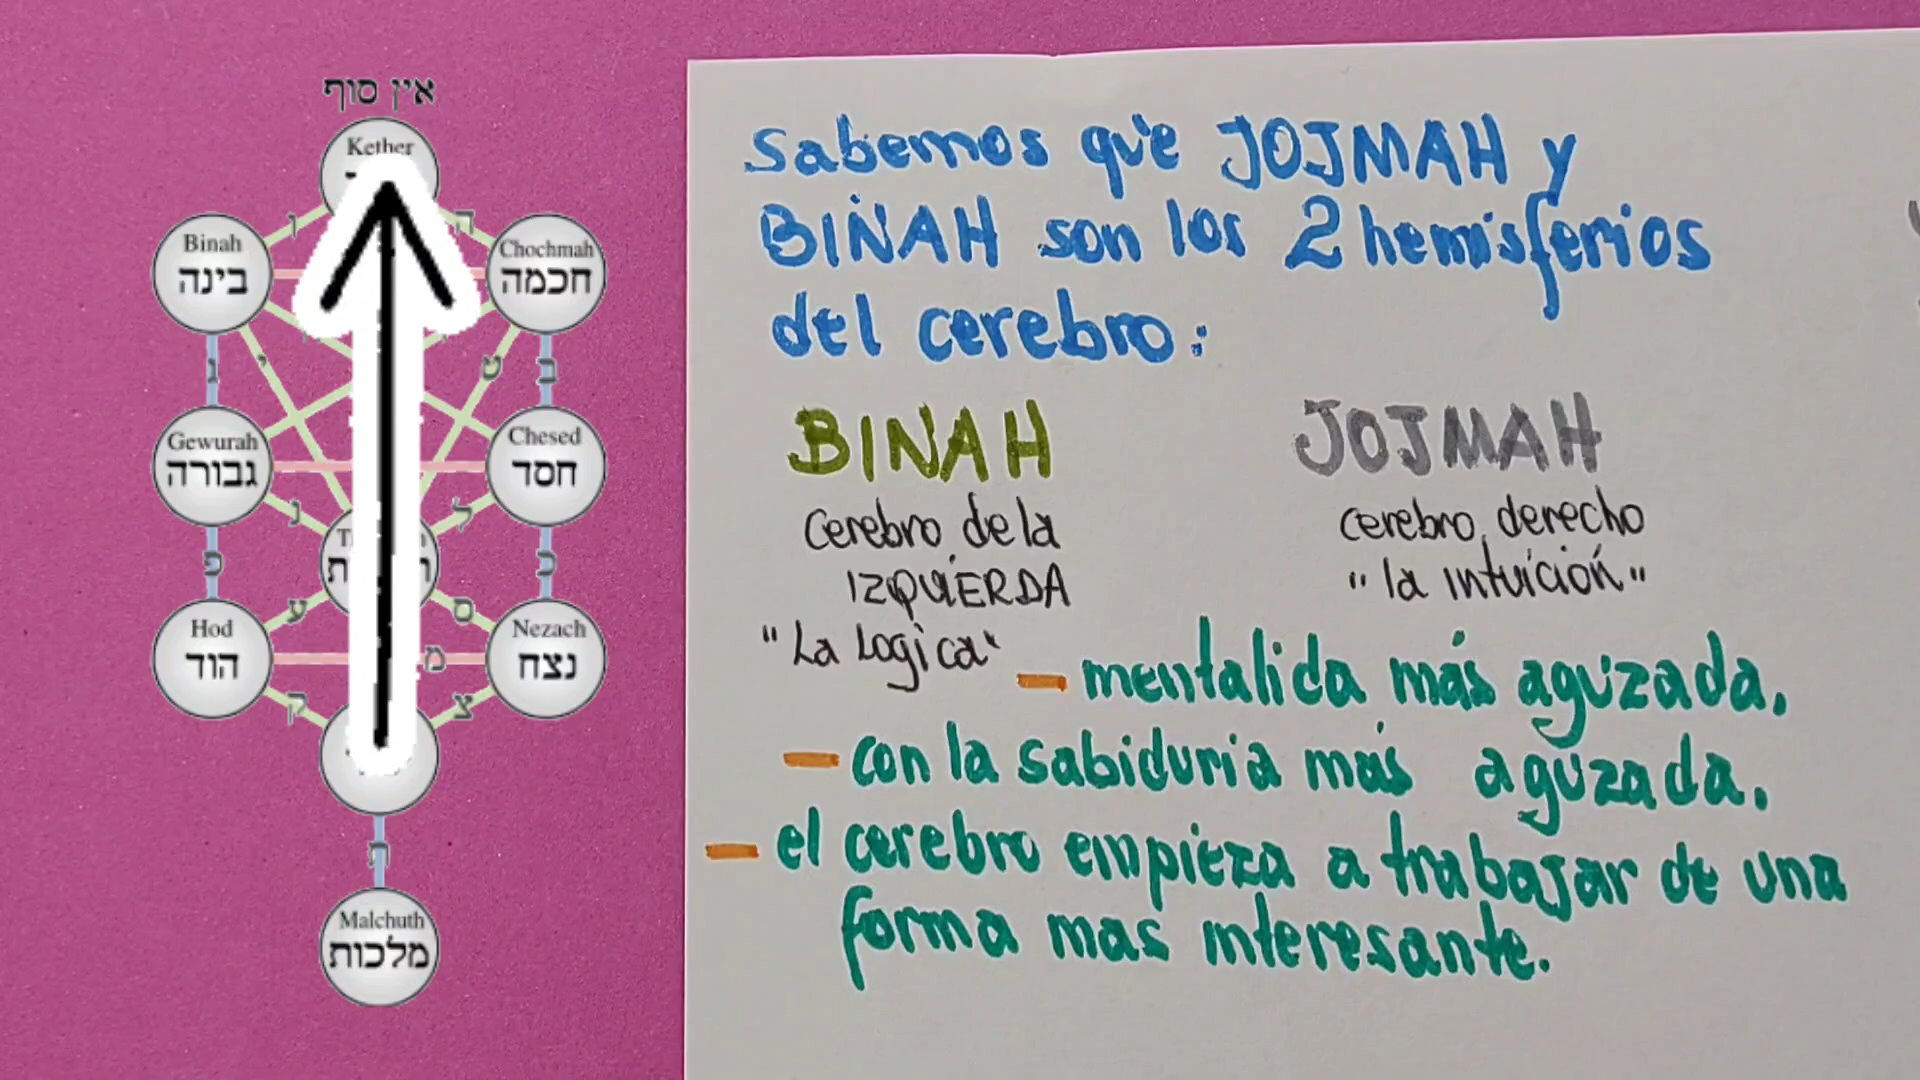 אין סוף
Kether
Binah
בינה
Chochmah
חכמה
ו
ה
ג
י
ט
ב
Gewurah
גבורה
Chesed
חסד
נ
ל
פ
כ
ע
ס
Hod
הוד
מ
Nezach
נצח
ק
צ
ת
Malchuth
מלכות
Sabemos que JOJMAH y
BINAH son los 2 hemisferios
del cerebro:
BINAH
cerebro de la
IZQUIERDA
"La Logica"
JOJMAH
cerebro derecho
"la intuición"
- mentalida más aguzada.
- con la sabiduria más aguzada.
- el cerebro empieza a trabajar de una
forma mas interesante.